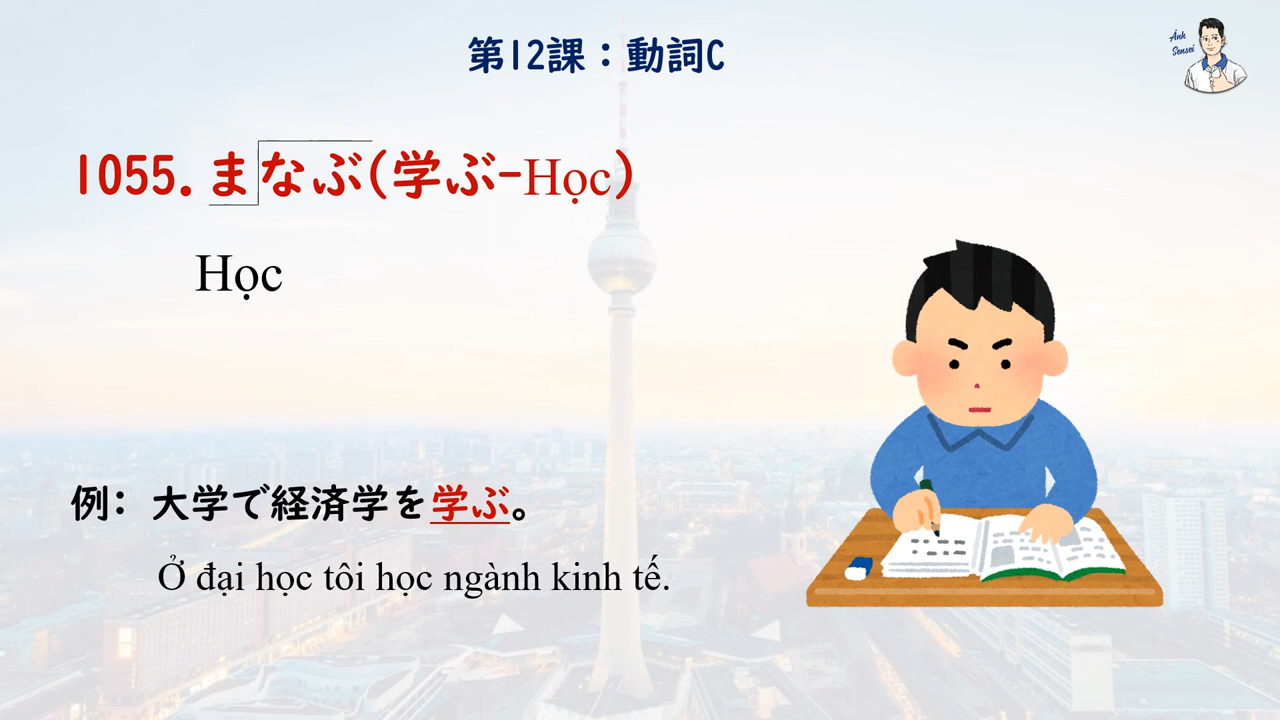 第12課：動詞C
Ánh
Sensei
1055.まなぶ(学ぶ-Học)
Học
例: 大学で経済学を学ぶ。
Ở đại học tôi học ngành kinh tế.